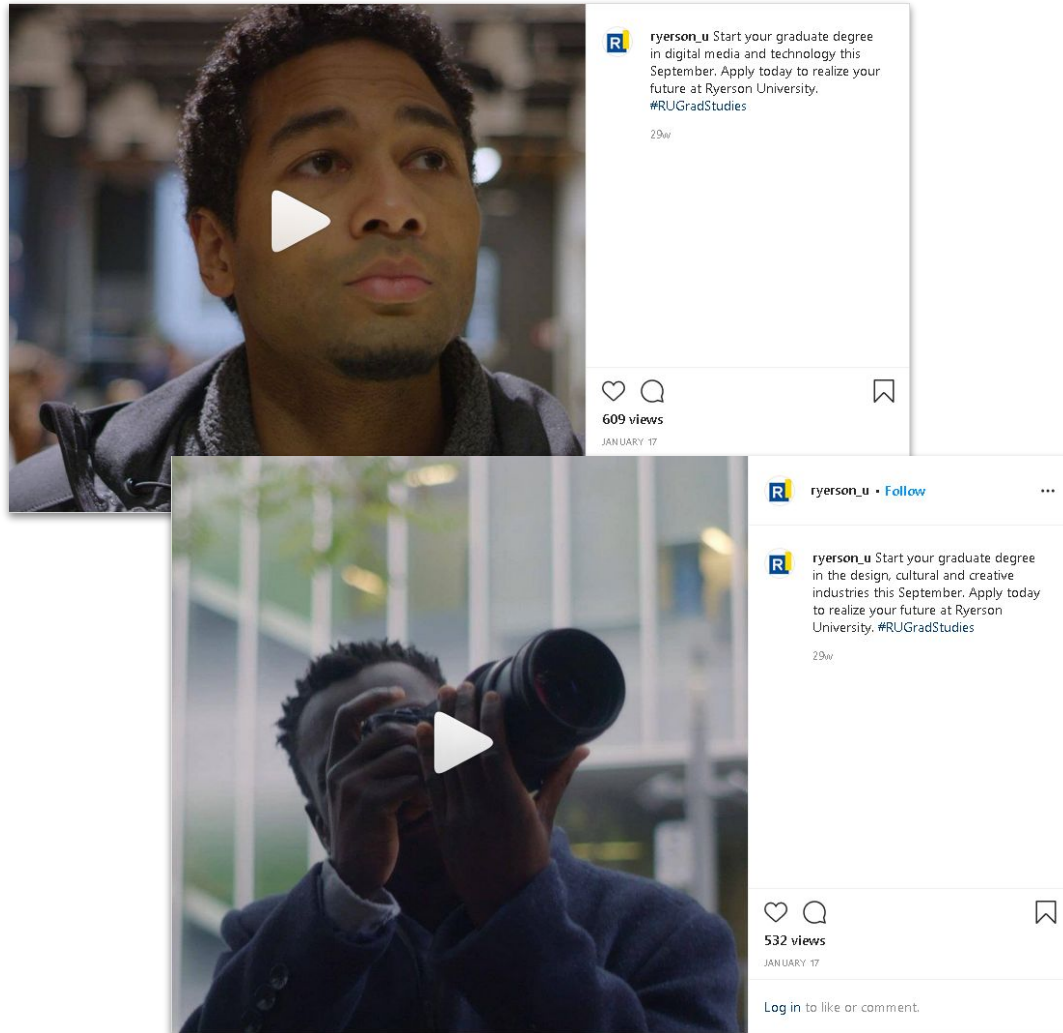 R
ryerson_u Start your graduate degree
in digital media and technology this
September. Apply today to realize your
future at Ryerson University.
#RUGradStudies
29w
609 views
JANUARY 17
R
ryerson_u • Follow
R
ryerson_u Start your graduate degree
in the design, cultural and creative
industries this September. Apply today
to realize your future at Ryerson
University. #RUGradStudies
29w
532 views
JANUARY 17
Log in to like or comment.